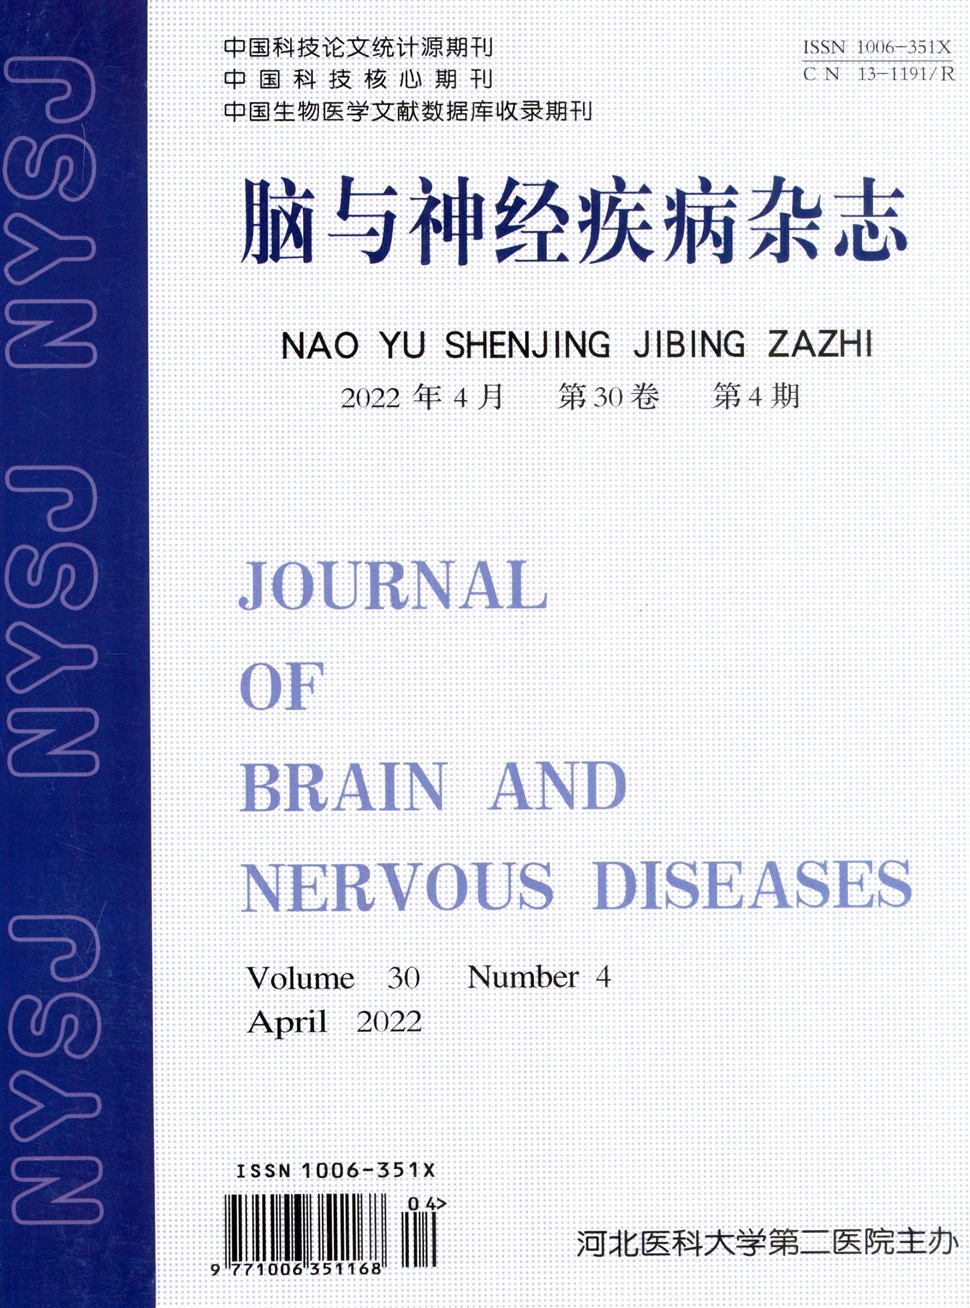 中国科技论文统计源期刊
中国科技核心期刊
中国生物医学文献数据库收录期刊
ISSN 1006-351X
CN 13-1191/R
脑与神经疾病杂志
NAO YU SHENJING JIBING ZAZHI
2022年4月 第30卷 第4期
JOURNAL
OF
BRAIN AND
NERVOUS DISEASES
Volume 30 Number 4
April 2022
ISSN 1006-351X
04>
9 771006 351168
河北医科大学第二医院主办
NYSJ NYSJ NYSJ